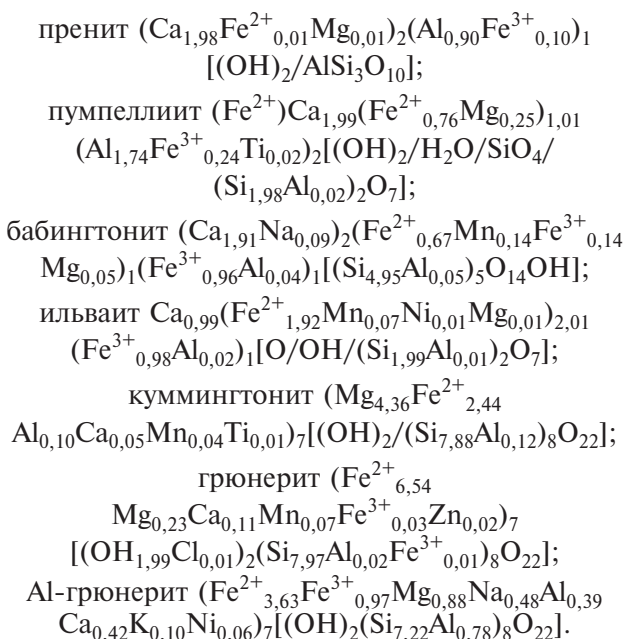 пренит (Ca₁,₉₈Fe²⁺₀,₀₁Mg₀,₀₁)₂(Al₀,₉₀Fe³⁺₀,₁₀)₁
[(OH)₂/AlSi₃O₁₀];
пумпеллиит (Fe²⁺)Ca₁,₉₉(Fe²⁺₀,₇₆Mg₀,₂₅)₁,₀₁
(Al₁,₇₄Fe³⁺₀,₂₄Ti₀,₀₂)₂[(OH)₂/H₂O/SiO₄/
(Si₁,₉₈Al₀,₀₂)₂O₇];
бабингтонит (Ca₁,₉₁Na₀,₀₉)₂(Fe²⁺₀,₆₇Mn₀,₁₄Fe³⁺₀,₁₄
Mg₀,₀₅)₁(Fe³⁺₀,₉₆Al₀,₀₄)₁[(Si₄,₉₅Al₀,₀₅)₅O₁₄OH];
ильваит Ca₀,₉₉(Fe²⁺₁,₉₂Mn₀,₀₇Ni₀,₀₁Mg₀,₀₁)₂,₀₁
(Fe³⁺₀,₉₈Al₀,₀₂)₁[O/OH/(Si₁,₉₉Al₀,₀₁)₂O₇];
куммингтонит (Mg₄,₃₆Fe²⁺₂,₄₄
Al₀,₁₀Ca₀,₀₅Mn₀,₀₄Ti₀,₀₁)₇[(OH)₂/(Si₇,₈₈Al₀,₁₂)₈O₂₂];
грюнерит (Fe²⁺₆,₅₄
Mg₀,₂₃Ca₀,₁₁Mn₀,₀₇Fe³⁺₀,₀₃Zn₀,₀₂)₇
[(OH₁,₉₉Cl₀,₀₁)₂(Si₇,₉₇Al₀,₀₂Fe³⁺₀,₀₁)₈O₂₂];
Al-грюнерит (Fe²⁺₃,₆₃Fe³⁺₀,₉₇Mg₀,₈₈Na₀,₄₈Al₀,₃₉
Ca₀,₄₂K₀,₁₀Ni₀,₀₆)₇[(OH)₂(Si₇,₂₂Al₀,₇₈)₈O₂₂].